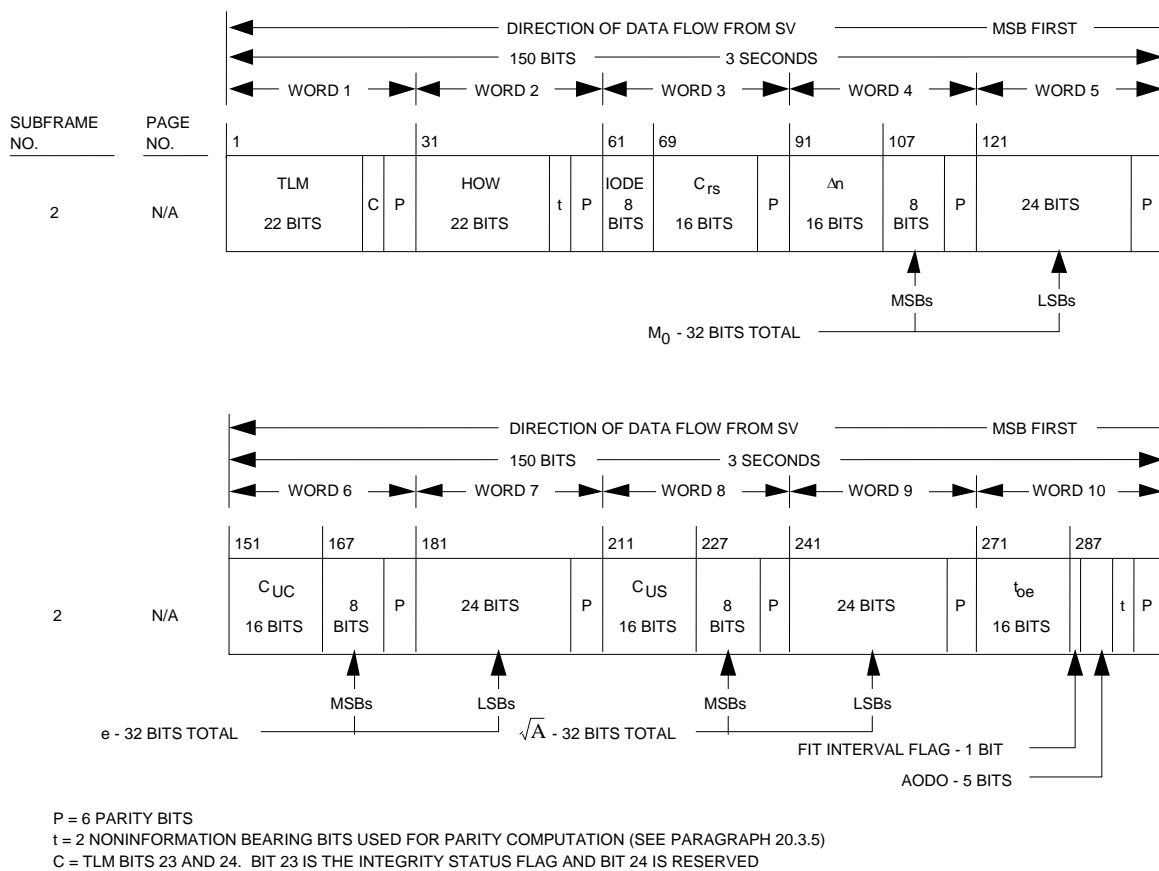 DIRECTION OF DATA FLOW FROM SV MSB FIRST
150 BITS 3 SECONDS
WORD 1 WORD 2 WORD 3 WORD 4 WORD 5
SUBFRAME NO. PAGE NO.
1 31 61 69 91 107 121
2 N/A
TLM 22 BITS C P
HOW 22 BITS t P
IODE 8 BITS
Crs 16 BITS P
Δn 16 BITS
8 BITS P
24 BITS P
MSBs LSBs
M0 - 32 BITS TOTAL
DIRECTION OF DATA FLOW FROM SV MSB FIRST
150 BITS 3 SECONDS
WORD 6 WORD 7 WORD 8 WORD 9 WORD 10
151 167 181 211 227 241 271 287
2 N/A
CUC 16 BITS
8 BITS P
24 BITS P
CUS 16 BITS
8 BITS P
24 BITS P
toe 16 BITS
t P
MSBs LSBs MSBs LSBs
e - 32 BITS TOTAL √A - 32 BITS TOTAL
FIT INTERVAL FLAG - 1 BIT
AODO - 5 BITS
P = 6 PARITY BITS
t = 2 NONINFORMATION BEARING BITS USED FOR PARITY COMPUTATION (SEE PARAGRAPH 20.3.5)
C = TLM BITS 23 AND 24. BIT 23 IS THE INTEGRITY STATUS FLAG AND BIT 24 IS RESERVED